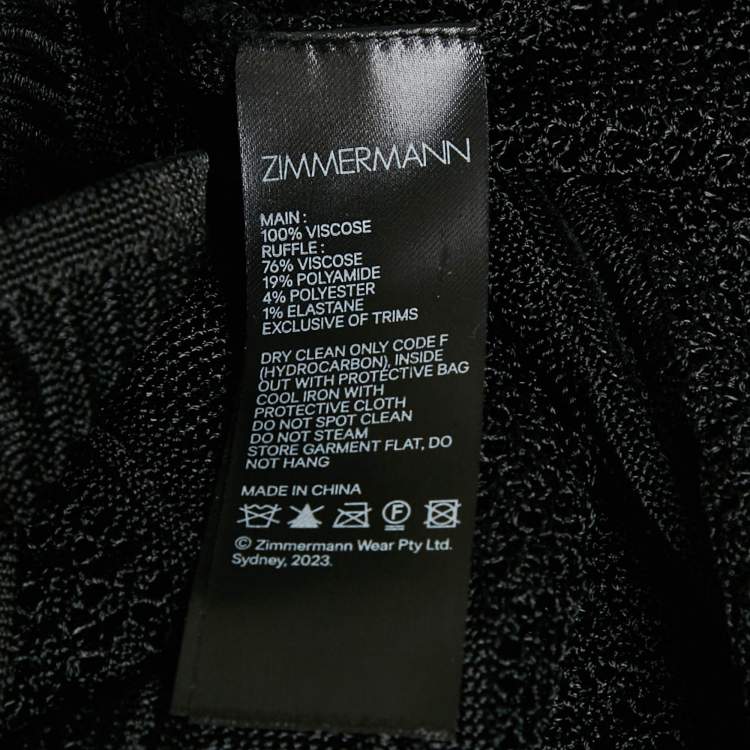 ZIMMERMANN
MAIN :
100% VISCOSE
RUFFLE :
76% VISCOSE
19% POLYAMIDE
4% POLYESTER
1% ELASTANE
EXCLUSIVE OF TRIMS
DRY CLEAN ONLY CODE F
(HYDROCARBON), INSIDE
OUT WITH PROTECTIVE BAG
COOL IRON WITH
PROTECTIVE CLOTH
DO NOT SPOT CLEAN
DO NOT STEAM
STORE GARMENT FLAT, DO
NOT HANG
MADE IN CHINA
F
© Zimmermann Wear Pty Ltd.
Sydney, 2023.